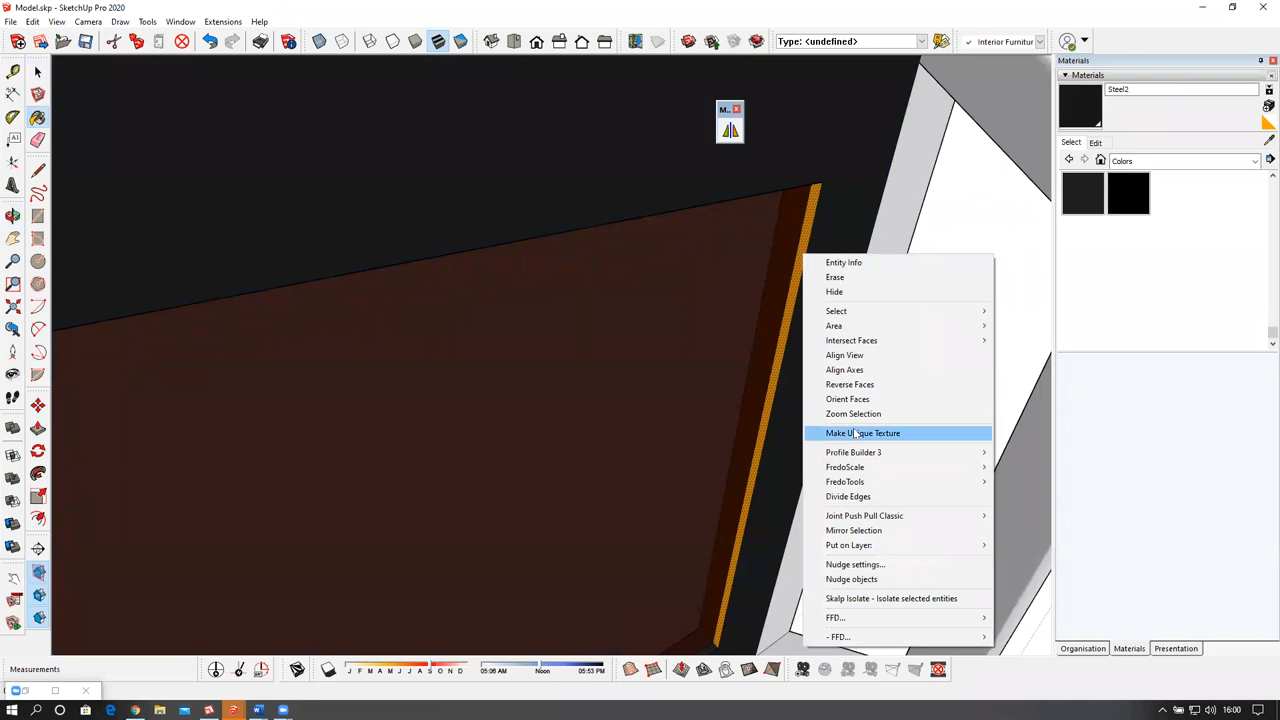 Model.skp - SketchUp Pro 2020
File Edit View Camera Draw Tools Window Extensions Help
Type: <undefined>
✓ Interior Furnitur
Materials
Materials
Steel2
Select Edit
Colors
M..
A1
Entity Info
Erase
Hide
Select
Area
Intersect Faces
Align View
Align Axes
Reverse Faces
Orient Faces
Zoom Selection
Make Unique Texture
Profile Builder 3
FredoScale
FredoTools
Divide Edges
Joint Push Pull Classic
Mirror Selection
Put on Layer:
Nudge settings...
Nudge objects
Skalp Isolate - Isolate selected entities
FFD...
- FFD...
Organisation Materials Presentation
Measurements
J F M A M J J A S O N D
05:06 AM Noon 05:53 PM
16:00